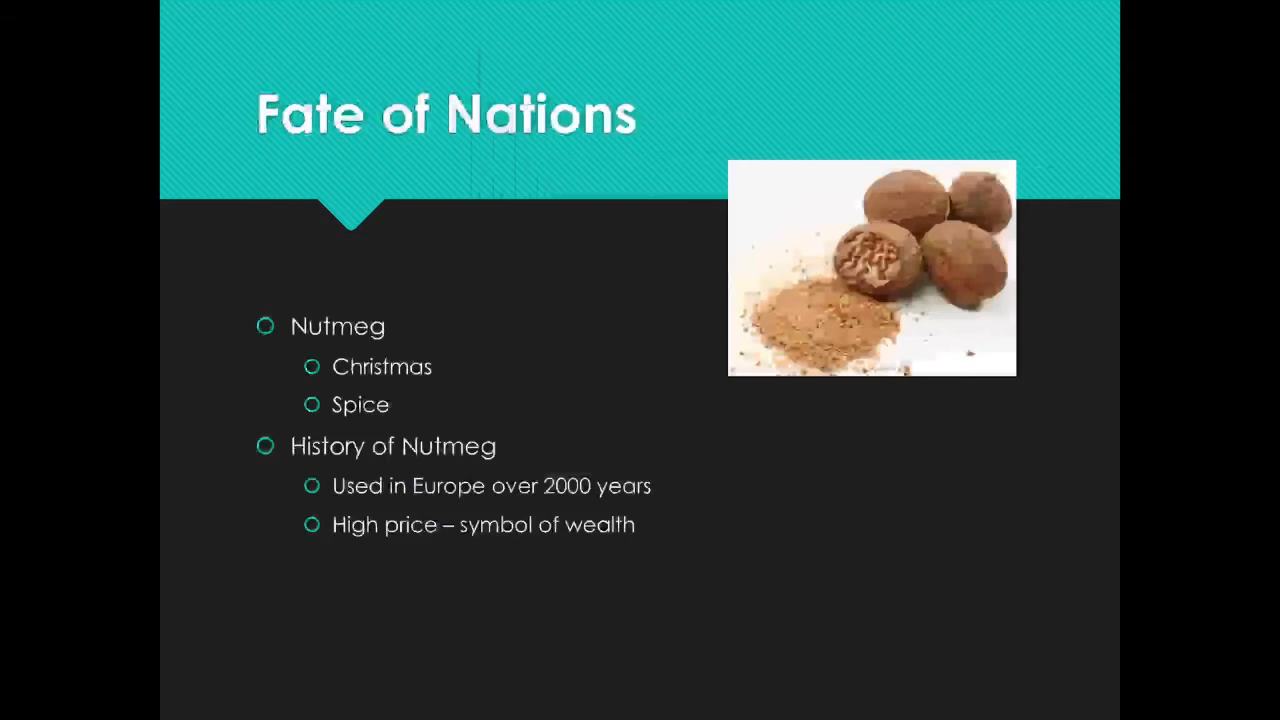 Fate of Nations
Nutmeg
Christmas
Spice
History of Nutmeg
Used in Europe over 2000 years
High price – symbol of wealth